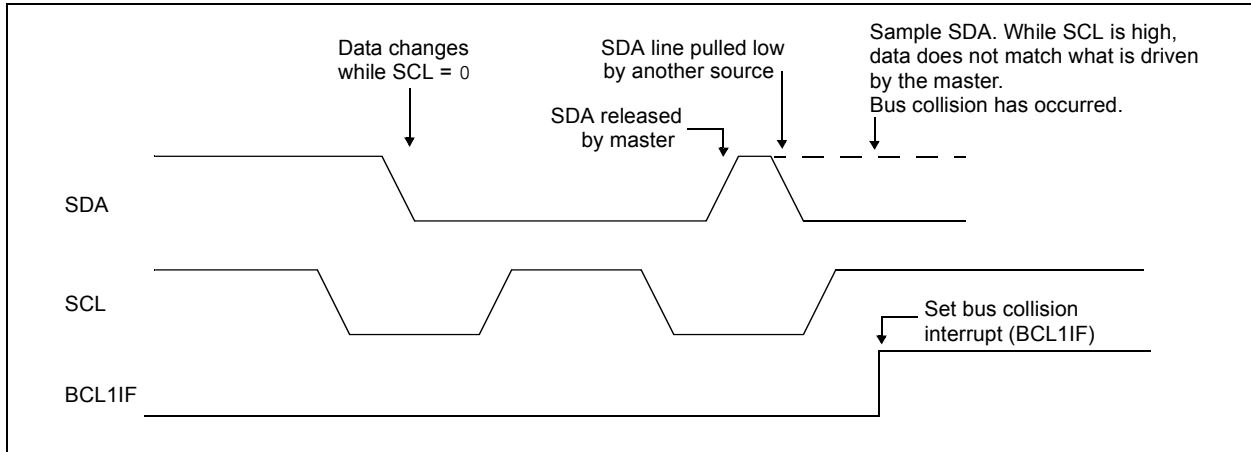 Data changes
while SCL = 0
SDA line pulled low
by another source
SDA released
by master
Sample SDA. While SCL is high,
data does not match what is driven
by the master.
Bus collision has occurred.
SDA
SCL
Set bus collision
interrupt (BCL1IF)
BCL1IF